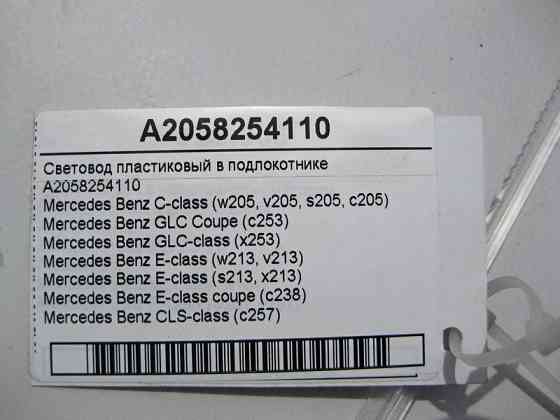 A2058254110
Световод пластиковый в подлокотнике
A2058254110
Mercedes Benz C-class (w205, v205, s205, c205)
Mercedes Benz GLC Coupe (c253)
Mercedes Benz GLC-class (x253)
Mercedes Benz E-class (w213, v213)
Mercedes Benz E-class (s213, x213)
Mercedes Benz E-class coupe (c238)
Mercedes Benz CLS-class (c257)